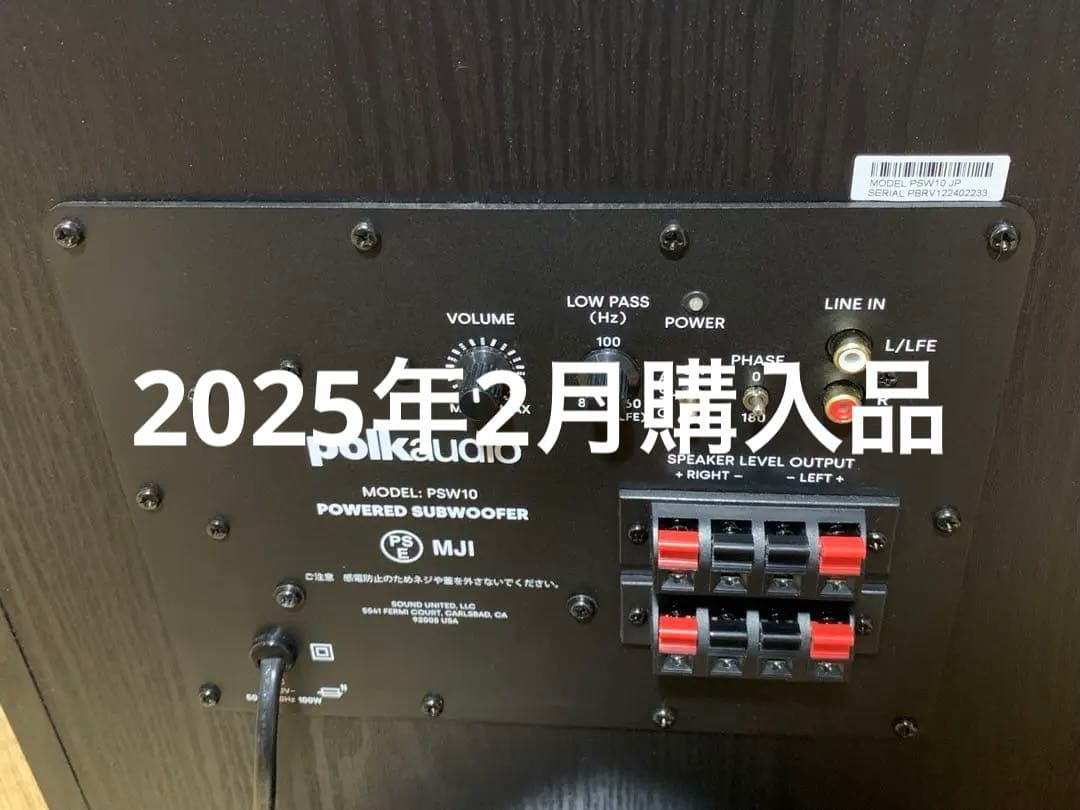 MODEL PSW10 JP
SERIAL PBRV122402233
LINE IN
LOW PASS
(Hz)
VOLUME
POWER
100
L/LFE
PHASE
0
R
180
2025年2月購入品
polkaudio
SPEAKER LEVEL OUTPUT
+ RIGHT − − LEFT +
MODEL: PSW10
POWERED SUBWOOFER
PSE MJI
ご注意 感電防止のためネジや蓋を外さないでください。
SOUND UNITED, LLC
5541 FERMI COURT, CARLSBAD, CA
92008 USA
100W